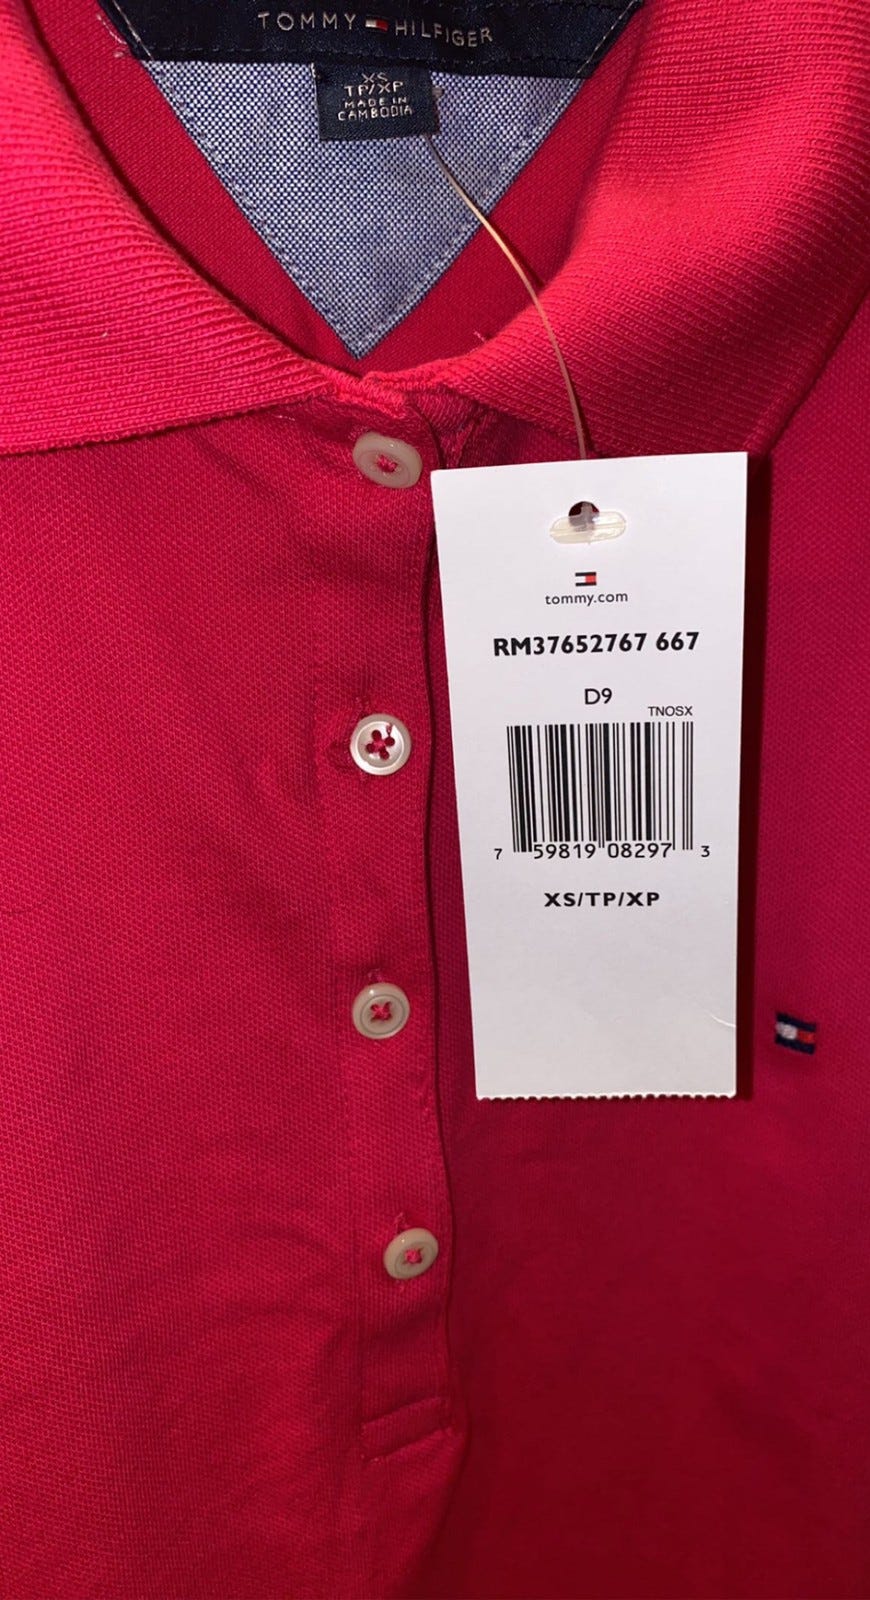 TOMMY HILFIGER
XS
TP/XP
MADE IN
CAMBODIA
tommy.com
RM37652767 667
D9
TNOSX
7 59819 08297 3
XS/TP/XP